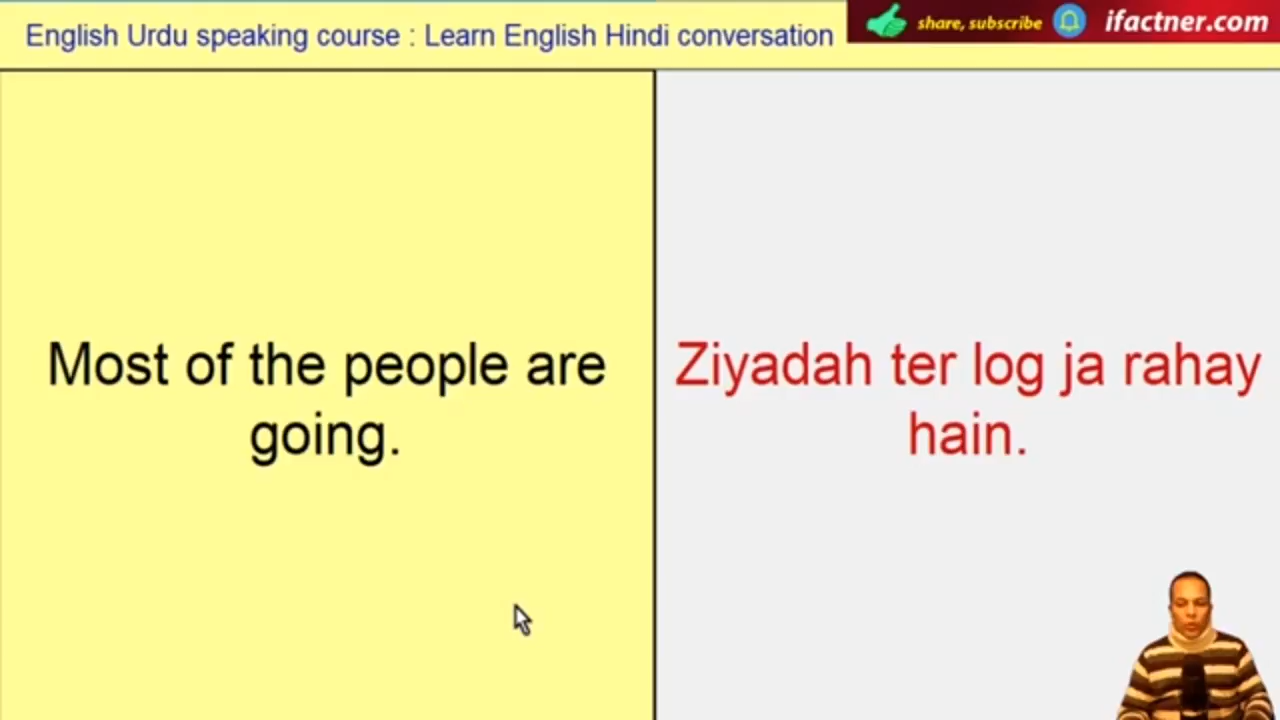 English Urdu speaking course : Learn English Hindi conversation
share, subscribe
ifactner.com
Most of the people are
going.
Ziyadah ter log ja rahay
hain.